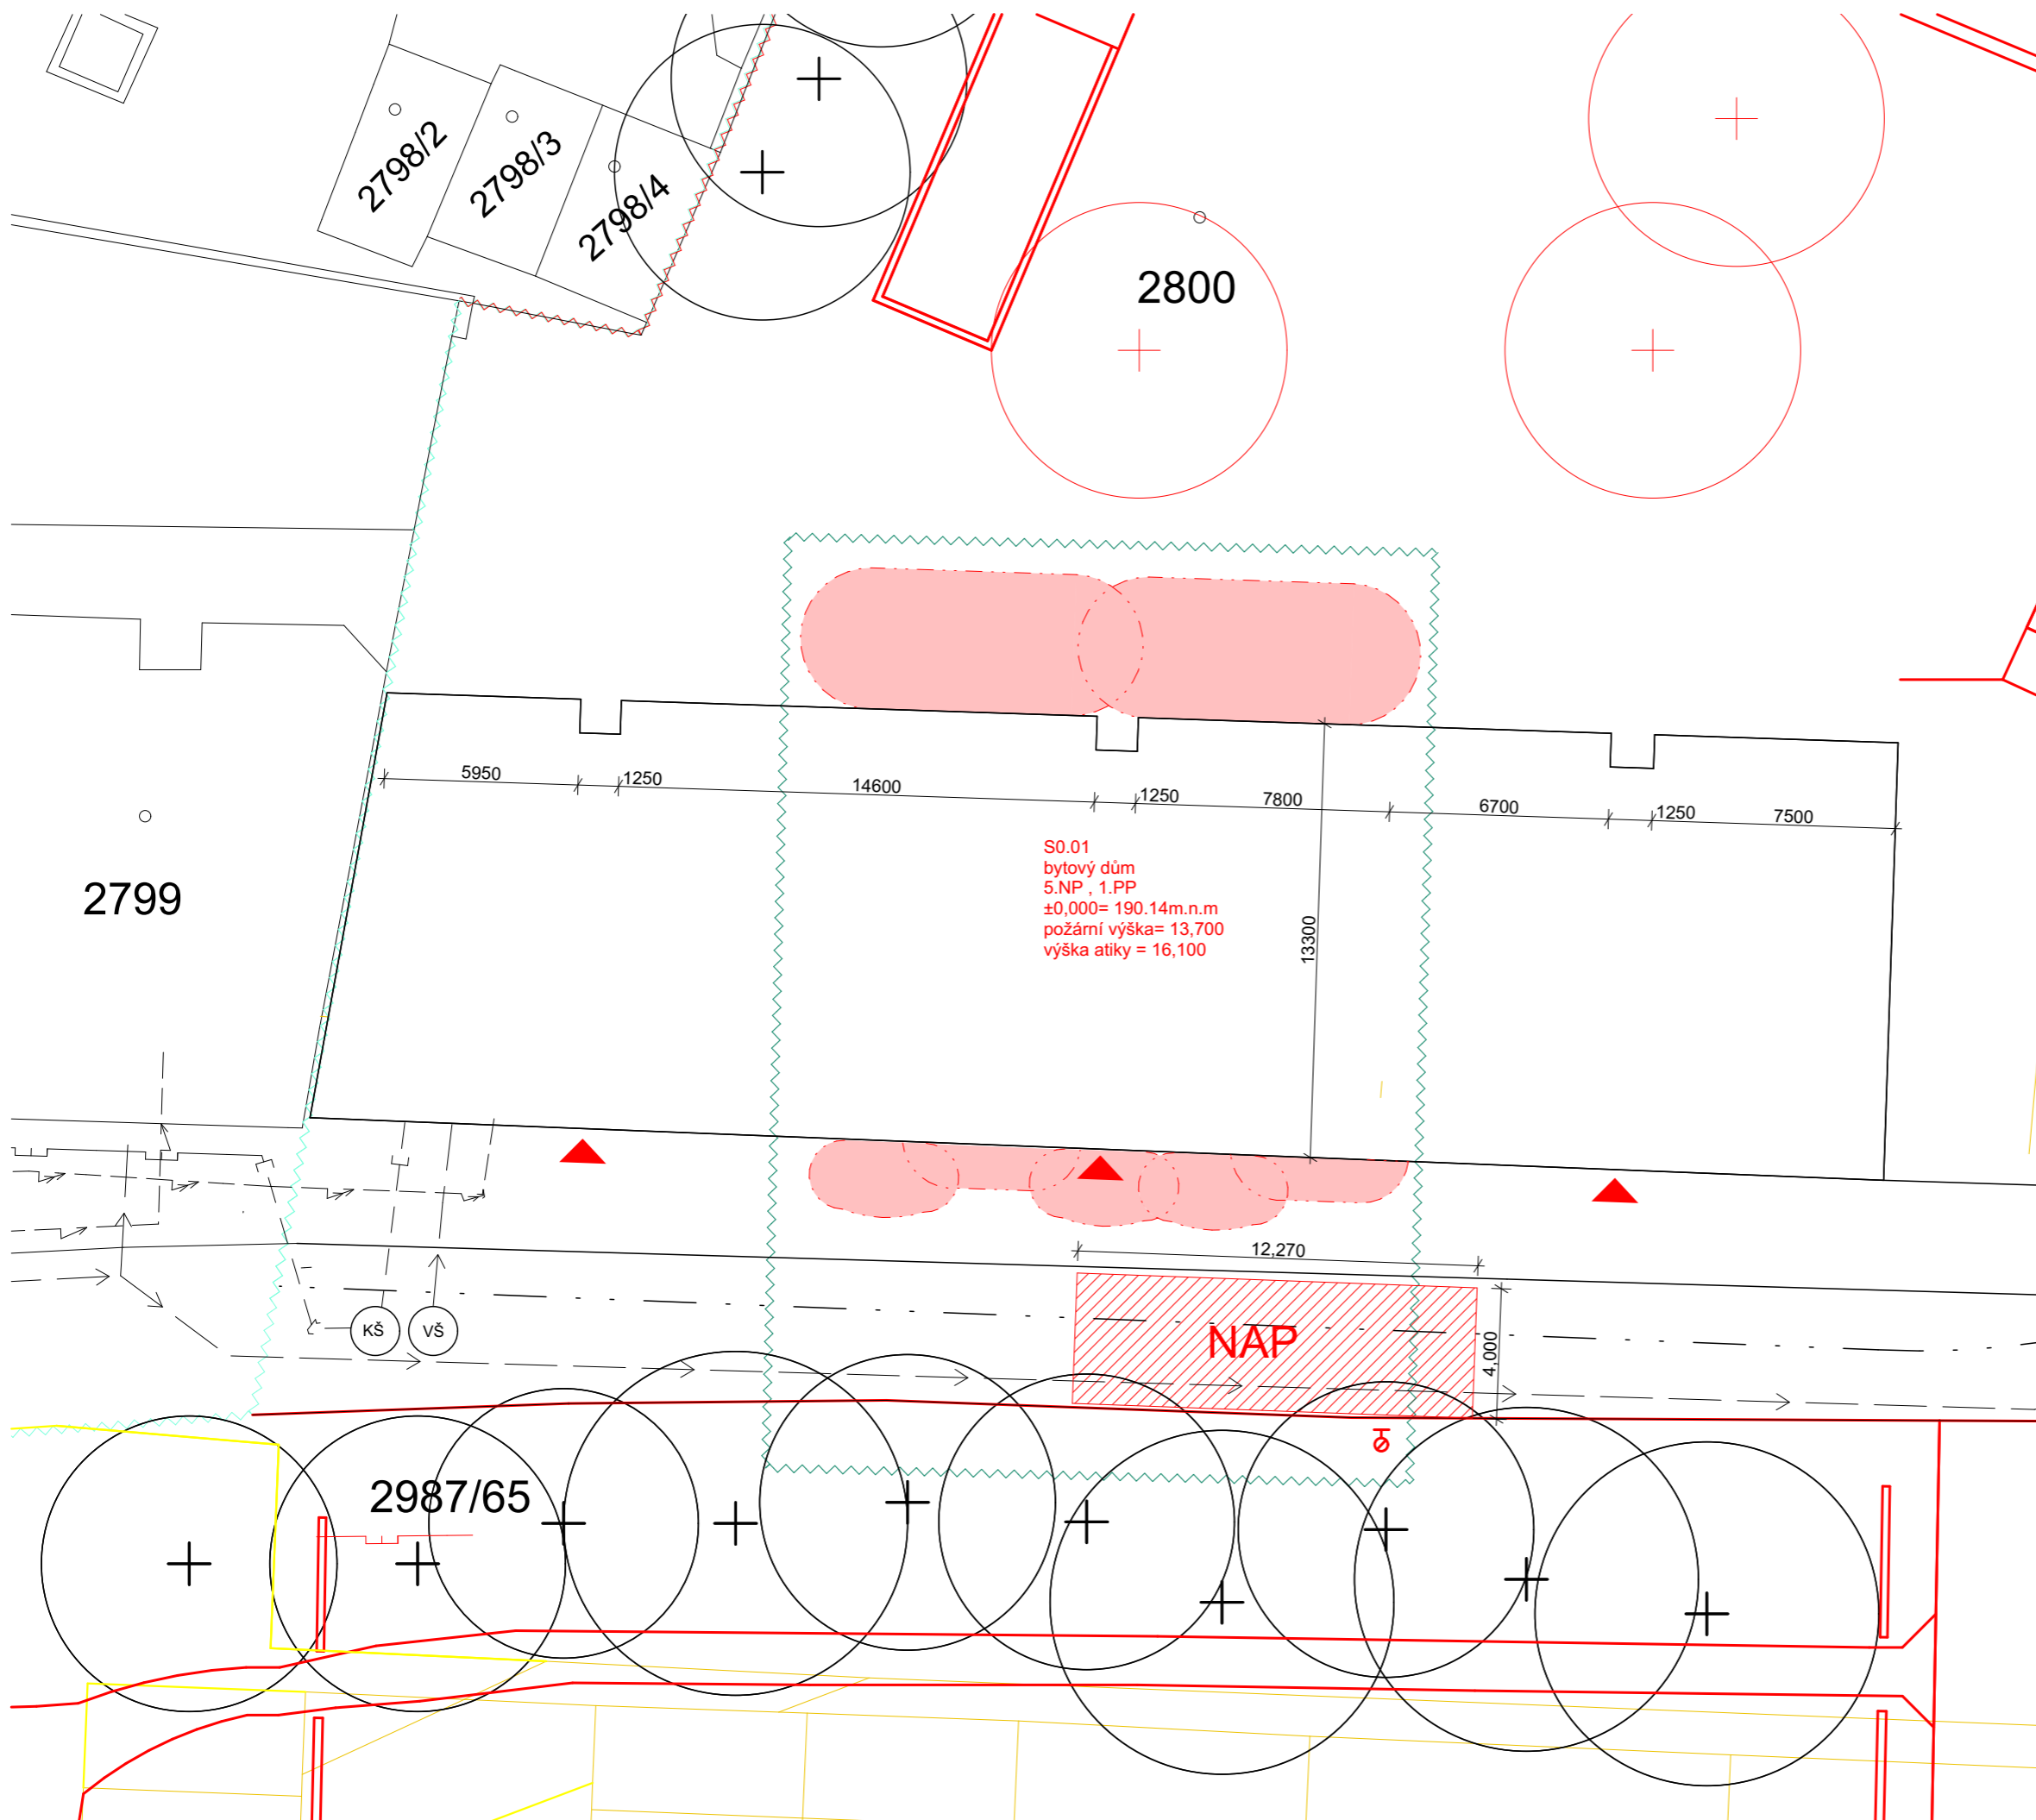 2798/2
2798/3
2798/4
2800
5950
1250
14600
1250
7800
6700
1250
7500
S0.01
bytový dům
5.NP , 1.PP
±0,000= 190.14m.n.m
požární výška= 13,700
výška atiky = 16,100
13300
2799
12,270
KŠ
VŠ
NAP
4,000
2987/65